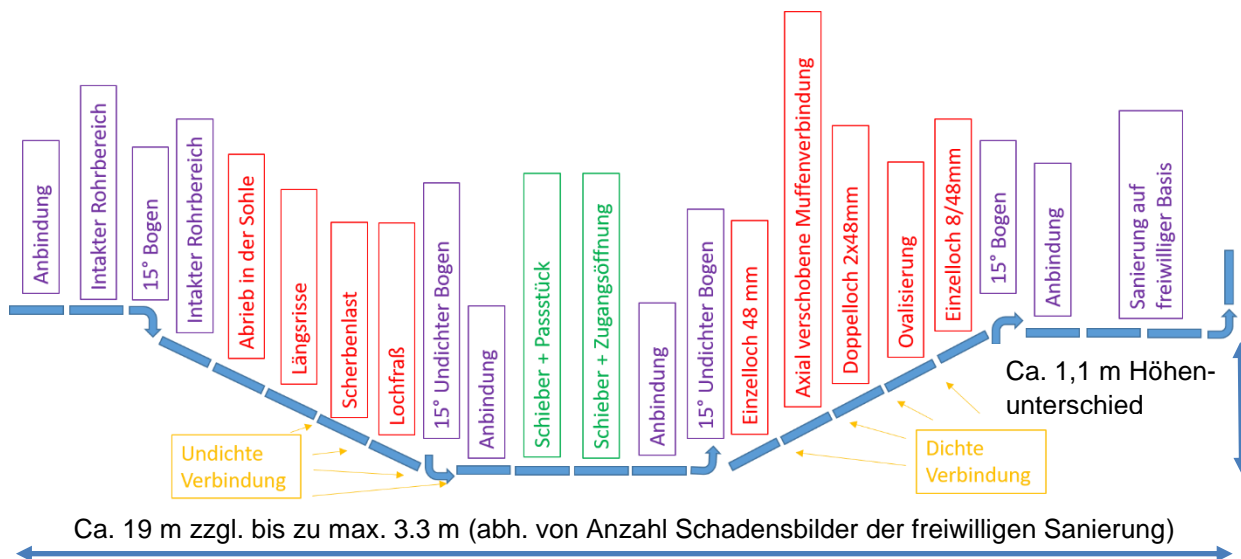 Anbindung
Intakter Rohrbereich
15° Bogen
Intakter Rohrbereich
Abrieb in der Sohle
Längsrisse
Scherbenlast
Lochfraß
15° Undichter Bogen
Anbindung
Schieber + Passstück
Schieber + Zugangsöffnung
Anbindung
15° Undichter Bogen
Einzelloch 48 mm
Axial verschobene Muffenverbindung
Doppelloch 2x48mm
Ovalisierung
Einzelloch 8/48mm
15° Bogen
Anbindung
Sanierung auf
freiwilliger Basis
Ca. 1,1 m Höhen-
unterschied
Undichte
Verbindung
Dichte
Verbindung
Ca. 19 m zzgl. bis zu max. 3.3 m (abh. von Anzahl Schadensbilder der freiwilligen Sanierung)